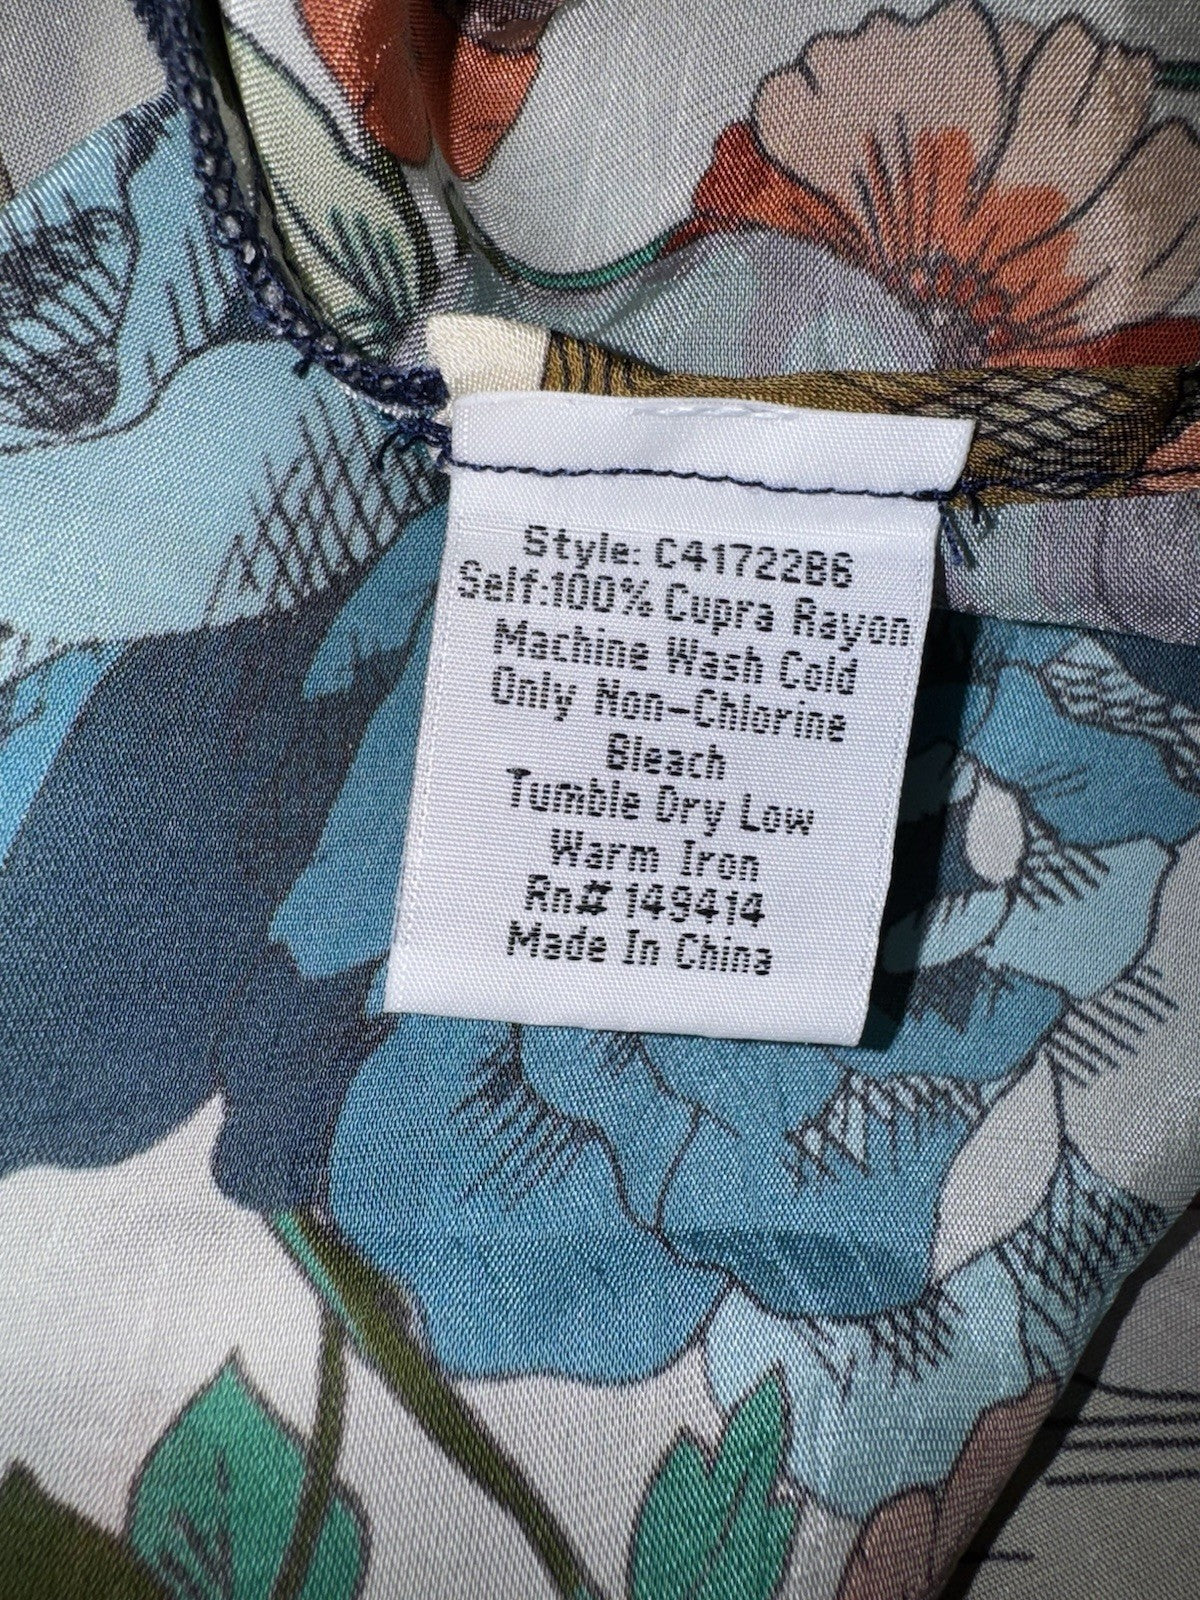 Style: C41722B6
Self:100% Cupra Rayon
Machine Wash Cold
Only Non-Chlorine
Bleach
Tumble Dry Low
Warm Iron
Rn# 149414
Made In China